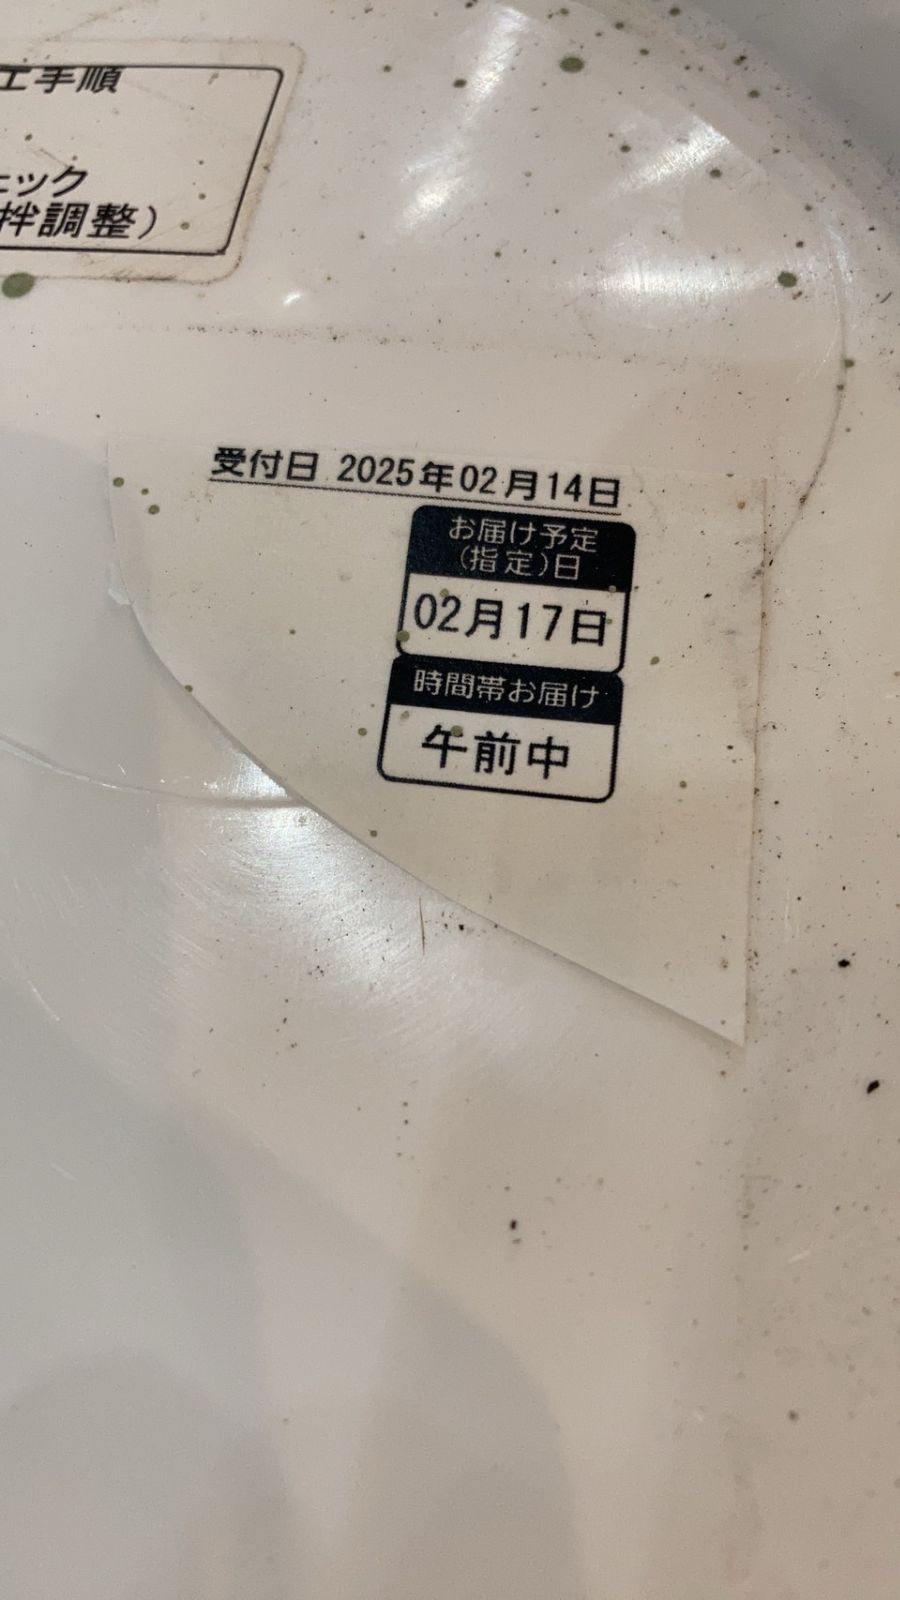 工手順
ェック
拌調整）
受付日 2025年02月14日
お届け予定
(指定)日
02月17日
時間帯お届け
午前中